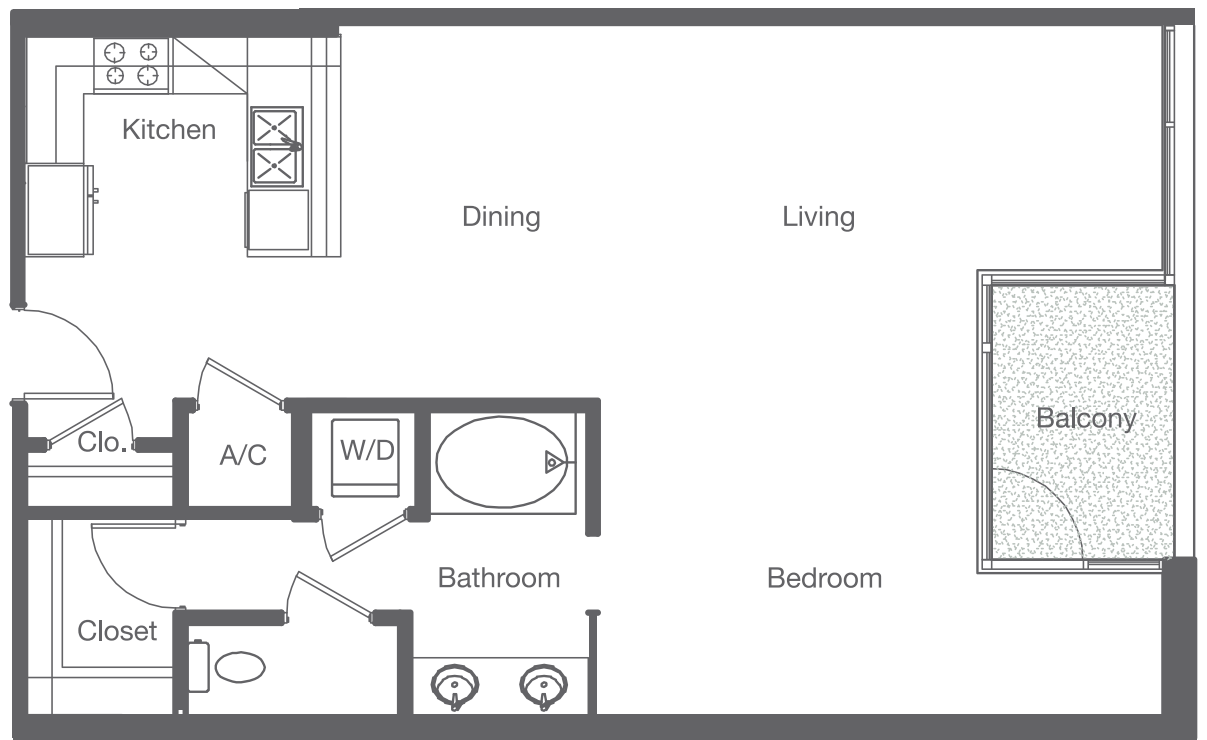 Kitchen
Dining
Living
Balcony
Clo.
A/C
W/D
Bathroom
Bedroom
Closet